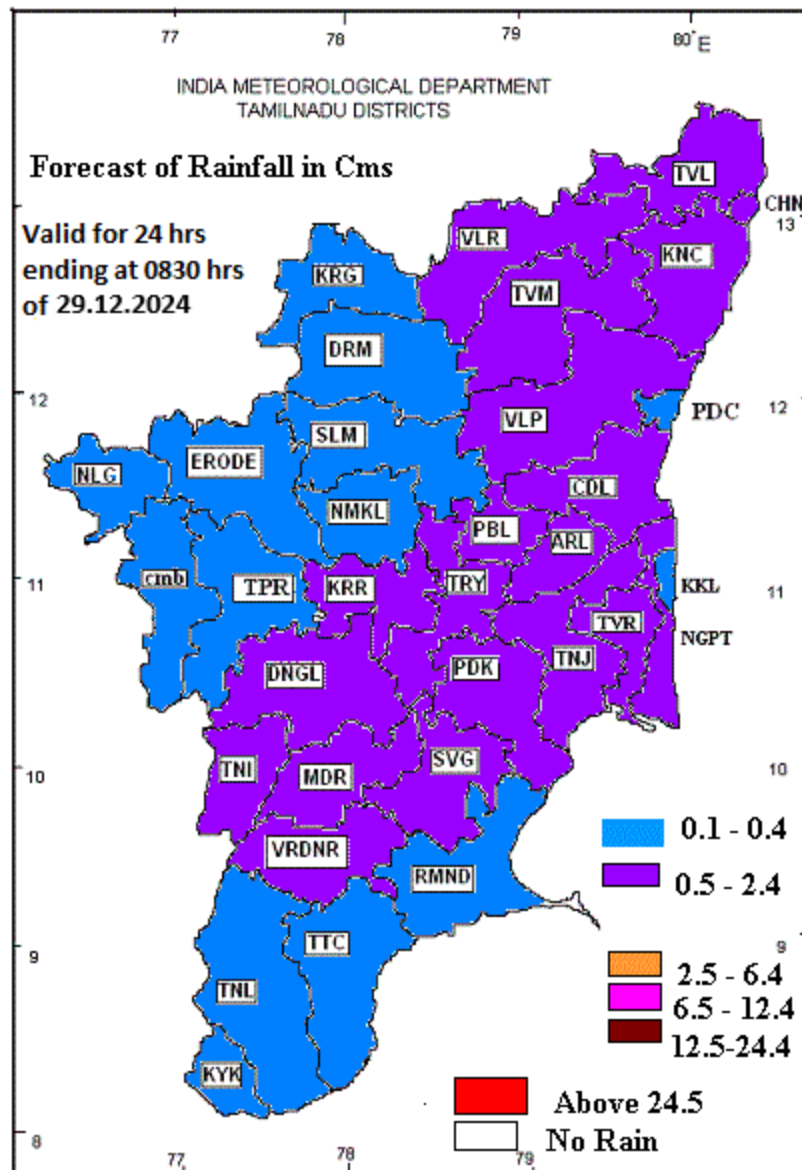 77 78 79 80°E
INDIA METEOROLOGICAL DEPARTMENT
TAMILNADU DISTRICTS
Forecast of Rainfall in Cms
Valid for 24 hrs
ending at 0830 hrs
of 29.12.2024
TVL
CHN
13
VLR
KNC
KRG
TVM
DRM
12
12
PDC
VLP
SLM
ERODE
NLG
CDL
NMKL
PBL
ARL
11
cmb
TPR
KRR
TRY
KKL
11
TVR
NGPT
TNJ
DNGL
PDK
10
TNI
MDR
SVG
10
0.1 - 0.4
VRDNR
RMND
0.5 - 2.4
9
TTC
9
2.5 - 6.4
TNL
6.5 - 12.4
12.5-24.4
KYK
Above 24.5
8
No Rain
77 78 79